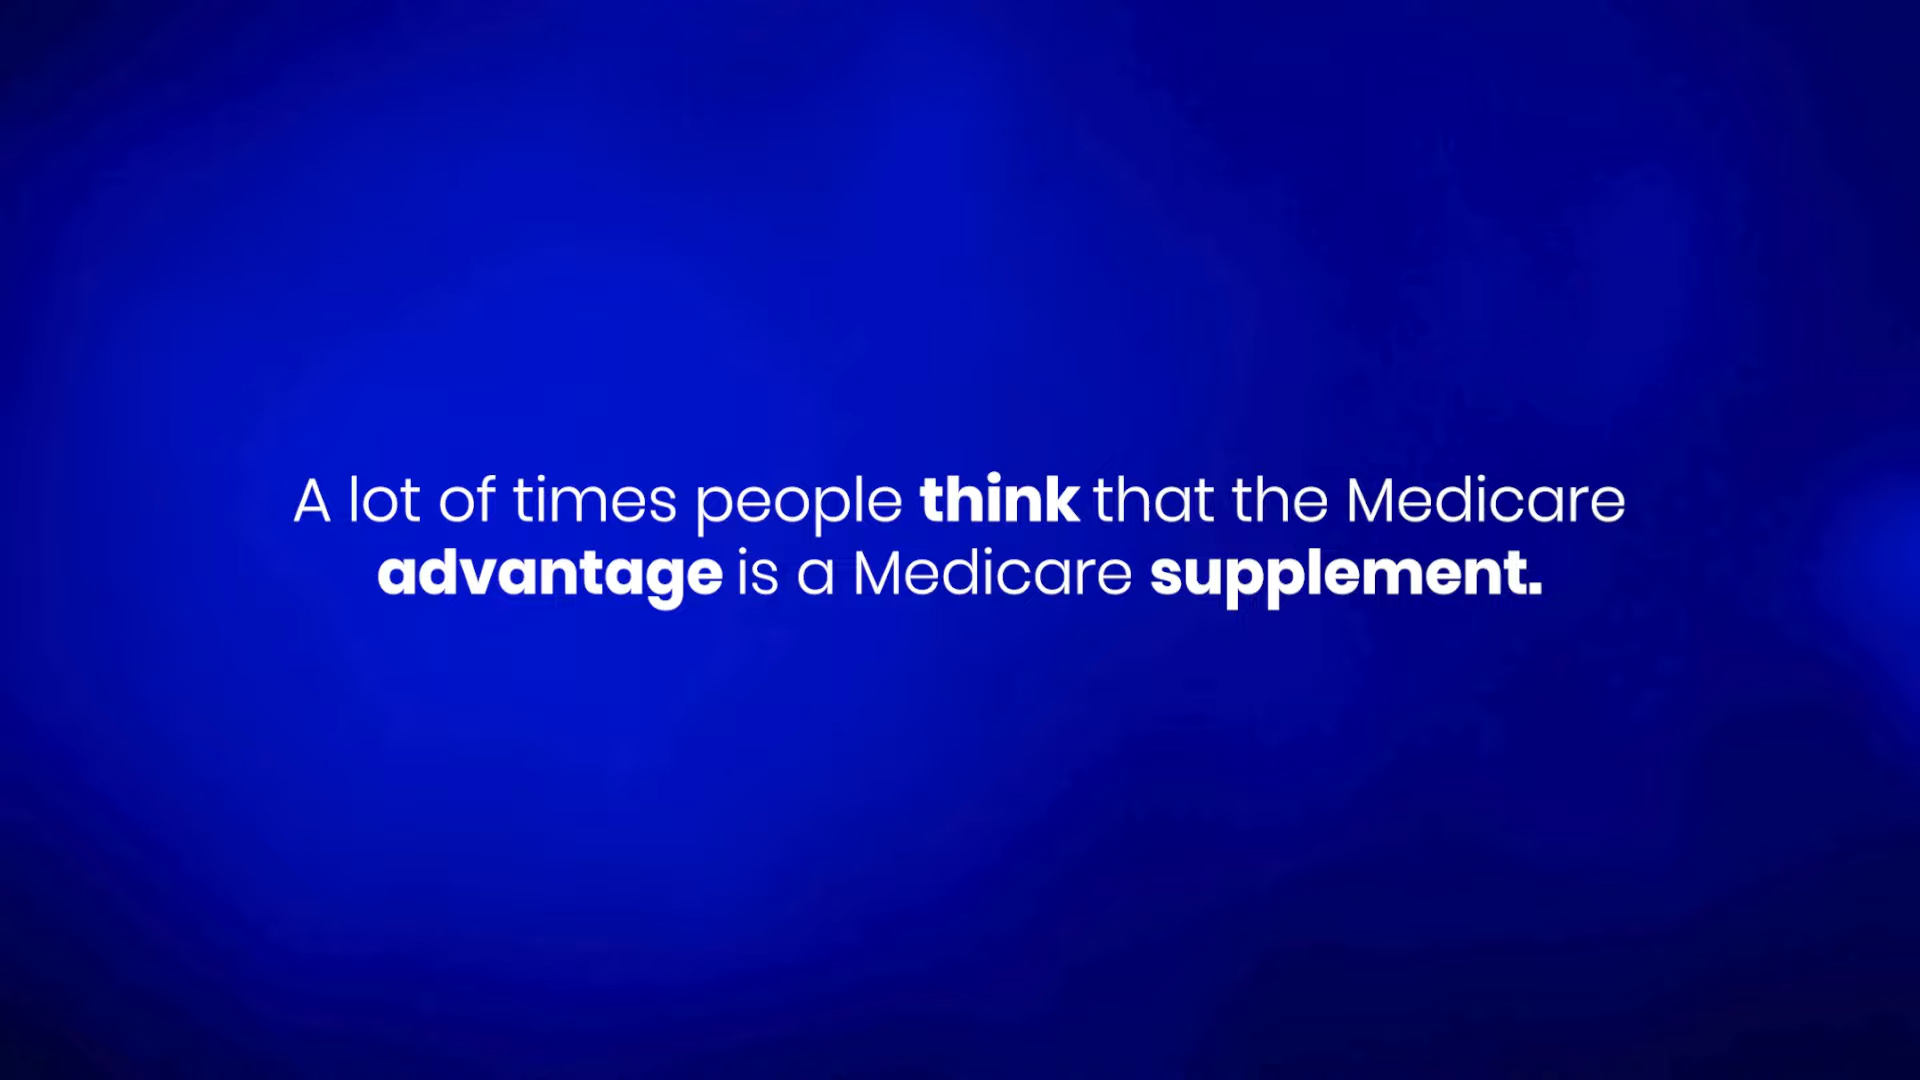 A lot of times people think that the Medicare
advantage is a Medicare supplement.